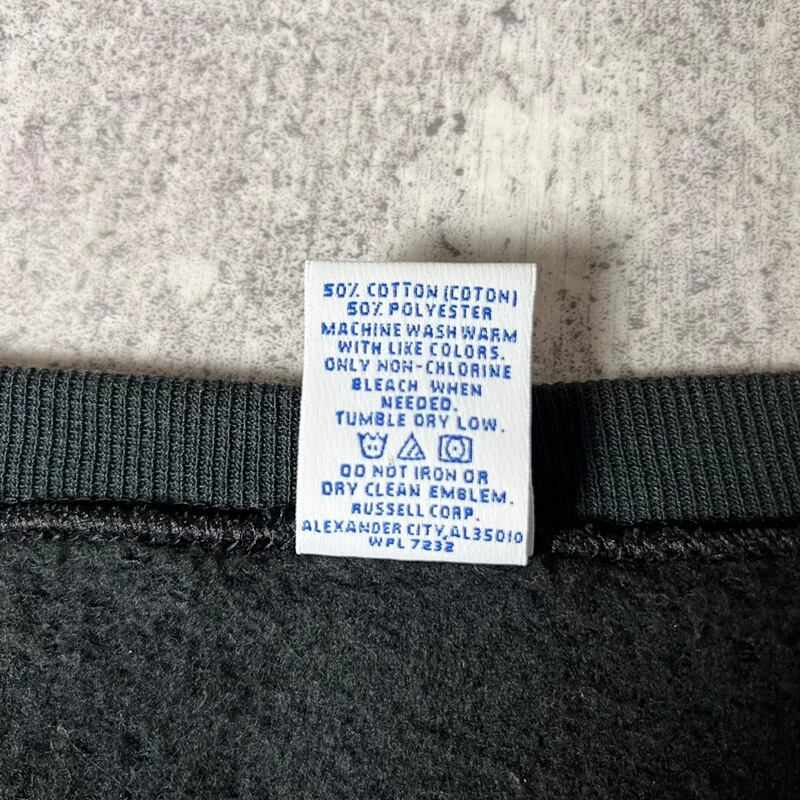 50% COTTON (COTON)
50% POLYESTER
MACHINE WASH WARM
WITH LIKE COLORS.
ONLY NON-CHLORINE
BLEACH WHEN
NEEDED.
TUMBLE DRY LOW.
DO NOT IRON OR
DRY CLEAN EMBLEM.
RUSSELL CORP.
ALEXANDER CITY, AL35010
WPL 7232